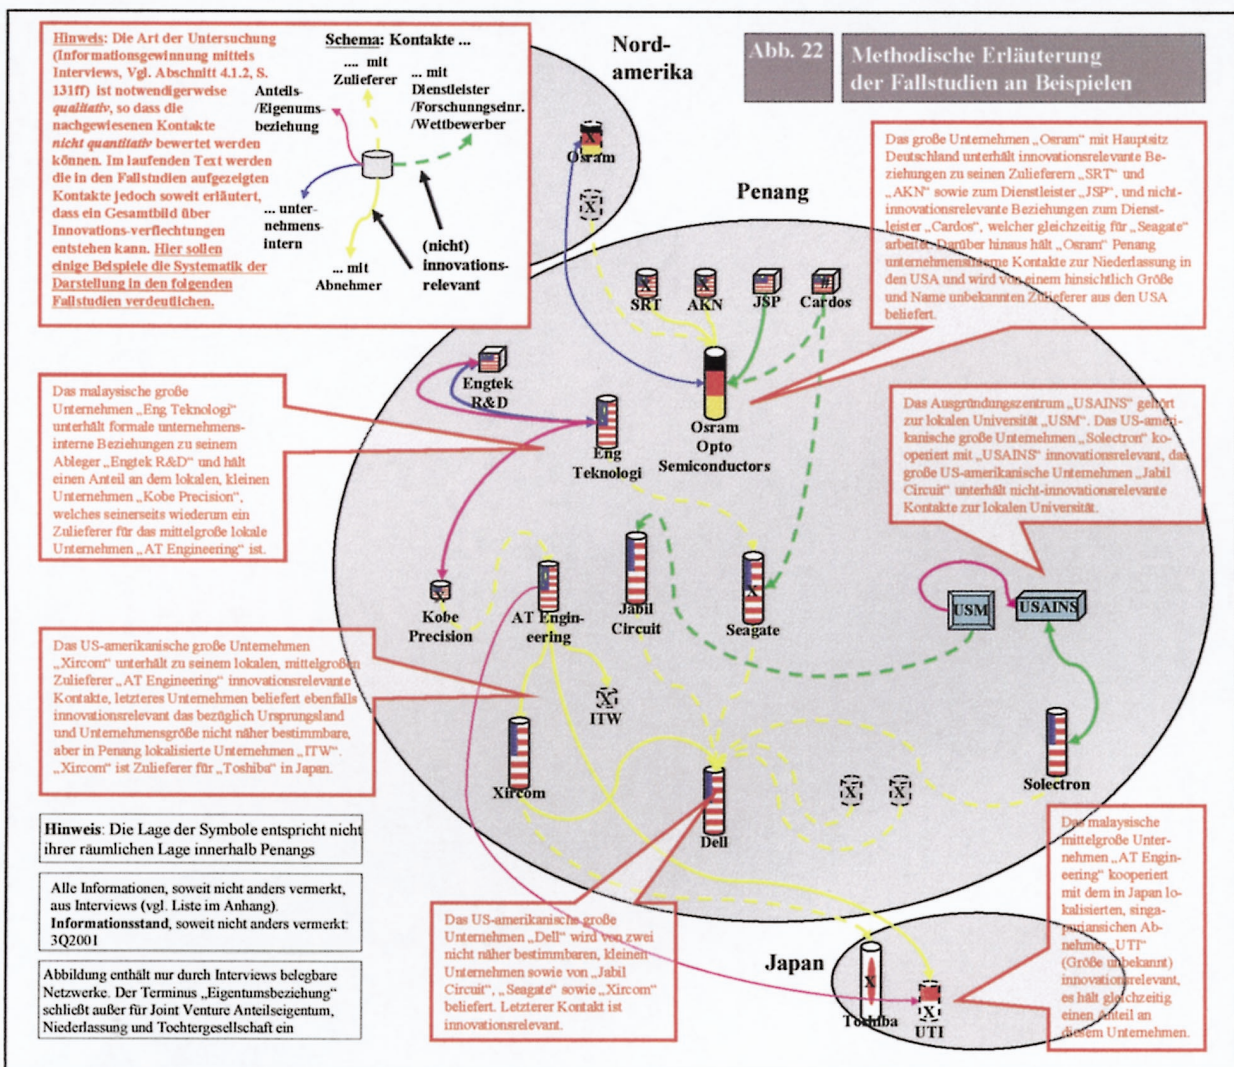 Hinweis: Die Art der Untersuchung
(Informationsgewinnung mittels
Interviews, Vgl. Abschnitt 4.1.2, S.
131ff) ist notwendigerweise
qualitativ, so dass die
nachgewiesenen Kontakte
nicht quantitativ bewertet werden
können. Im laufenden Text werden
die in den Fallstudien aufgezeigten
Kontakte jedoch soweit erläutert,
dass ein Gesamtbild über
Innovations-verflechtungen
entstehen kann. Hier sollen
einige Beispiele die Systematik der
Darstellung in den folgenden
Fallstudien verdeutlichen.
Schema: Kontakte ...
.... mit
Zulieferer
... mit
Dienstleister
/Forschunngseinr.
/Wettbewerber
Anteils-
/Eigenums-
beziehung
... unter-
nehmens-
intern
... mit
Abnehmer
(nicht)
innovations-
relevant
Nord-
amerika
Abb. 22
Methodische Erläuterung
der Fallstudien an Beispielen
X
Osram
X
Penang
Das große Unternehmen „Osram“ mit Hauptsitz
Deutschland unterhält innovationsrelevante Be-
ziehungen zu seinen Zulieferern „SRT“ und
„AKN“ sowie zum Dienstleister „JSP“, und nicht-
innovationsrelevante Beziehungen zum Dienst-
leister „Cardos“, welcher gleichzeitig für „Seagate“
arbeitet. Darüber hinaus hält „Osram“ Penang
unternehmensinterne Kontakte zur Niederlassung in
den USA und wird von einem hinsichtlich Größe
und Name unbekannten Zulieferer aus den USA
beliefert.
X
SRT
X
AKN
JSP
#
Cardos
Engtek
R&D
Eng
Teknologi
Osram
Opto
Semiconductors
Das malaysische große
Unternehmen „Eng Teknologi“
unterhält formale unternehmens-
interne Beziehungen zu seinem
Ableger „Engtek R&D“ und hält
einen Anteil an dem lokalen, kleinen
Unternehmen „Kobe Precision“,
welches seinerseits wiederum ein
Zulieferer für das mittelgroße lokale
Unternehmen „AT Engineering“ ist.
Das Ausgründungszentrum „USAINS“ gehört
zur lokalen Universität „USM“. Das US-ameri-
kanische große Unternehmen „Solectron“ ko-
operiert mit „USAINS“ innovationsrelevant, das
große US-amerikanische Unternehmen „Jabil
Circuit“ unterhält nicht-innovationsrelevante
Kontakte zur lokalen Universität.
X
Kobe
Precision
AT Engin-
eering
Jabil
Circuit
X
Seagate
USM
USAINS
Das US-amerikanische große Unternehmen
„Xircom“ unterhält zu seinem lokalen, mittelgroßen
Zulieferer „AT Engineering“ innovationsrelevante
Kontakte, letzteres Unternehmen beliefert ebenfalls
innovationsrelevant das bezüglich Ursprungsland
und Unternehmensgröße nicht näher bestimmbare,
aber in Penang lokalisierte Unternehmen „ITW“.
„Xircom“ ist Zulieferer für „Toshiba“ in Japan.
X
ITW
Xircom
Dell
X
X
Solectron
Hinweis: Die Lage der Symbole entspricht nicht
ihrer räumlichen Lage innerhalb Penangs
Alle Informationen, soweit nicht anders vermerkt,
aus Interviews (vgl. Liste im Anhang).
Informationsstand, soweit nicht anders vermerkt:
3Q2001
Abbildung enthält nur durch Interviews belegbare
Netzwerke. Der Terminus „Eigentumsbeziehung“
schließt außer für Joint Venture Anteilseigentum,
Niederlassung und Tochtergesellschaft ein
Das US-amerikanische große
Unternehmen „Dell“ wird von zwei
nicht näher bestimmbaren, kleinen
Unternehmen sowie von „Jabil
Circuit“, „Seagate“ sowie „Xircom“
beliefert. Letzterer Kontakt ist
innovationsrelevant.
Japan
X
Toshiba
X
UTI
Das malaysische
mittelgroße Unter-
nehmen „AT Engin-
eering“ kooperiert
mit dem in Japan lo-
kalisierten, singa-
purianischen Ab-
nehmer „UTI“
(Größe unbekannt)
innovationsrelevant,
es hält gleichzeitig
einen Anteil an
diesem Unternehmen.